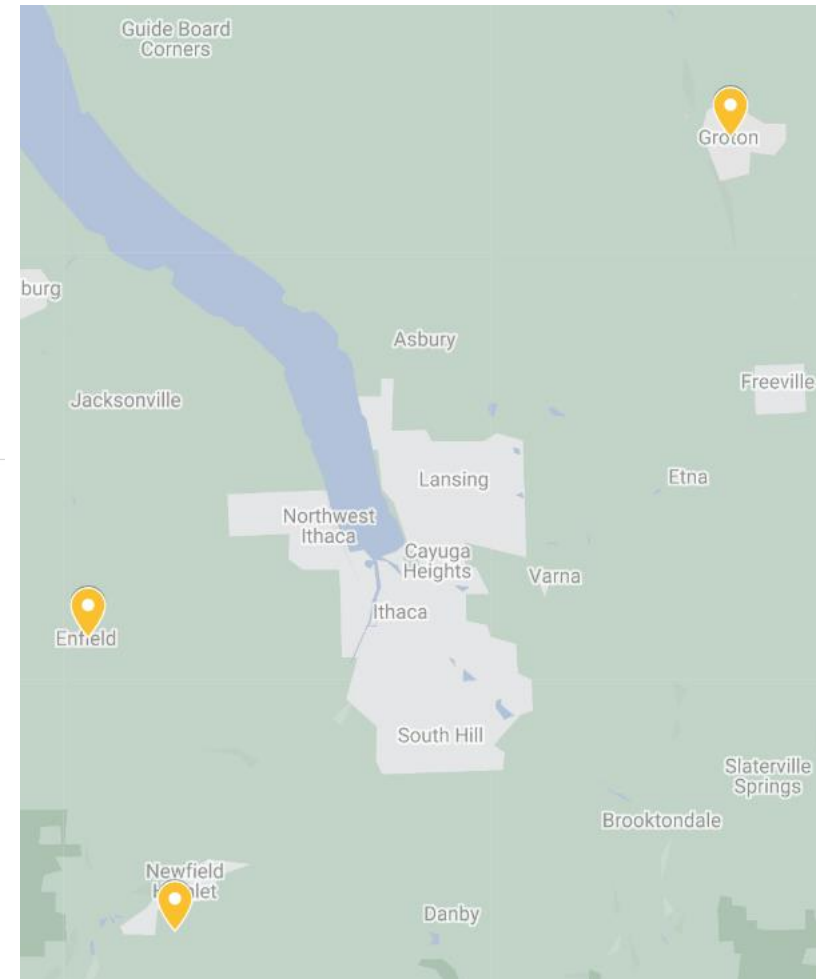 Guide Board
Corners
Groton
burg
Asbury
Freeville
Jacksonville
Lansing
Etna
Northwest
Ithaca
Cayuga
Heights
Varna
Ithaca
Enfield
South Hill
Slaterville
Springs
Brooktondale
Newfield
Hamlet
Danby